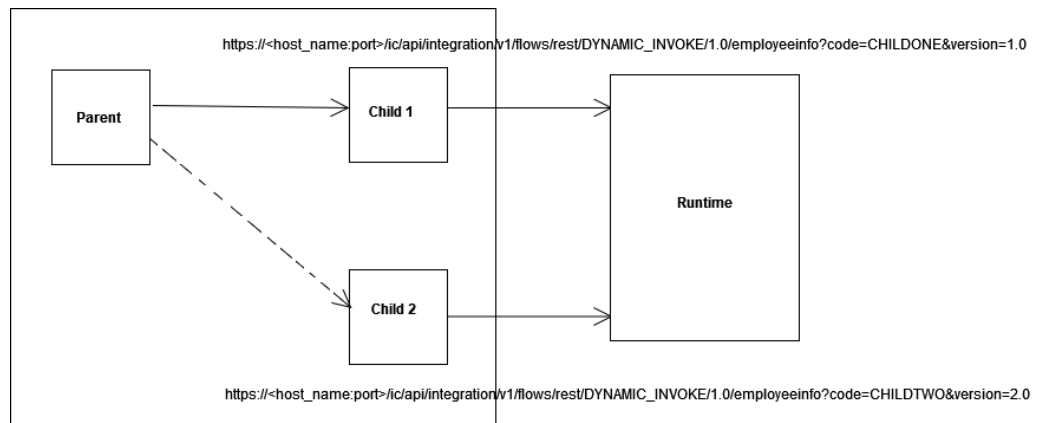 https://<host_name:port>/ic/api/integration/v1/flows/rest/DYNAMIC_INVOKE/1.0/employeeinfo?code=CHILDONE&version=1.0
Parent
Child 1
Runtime
Child 2
https://<host_name:port>/ic/api/integration/v1/flows/rest/DYNAMIC_INVOKE/1.0/employeeinfo?code=CHILDTWO&version=2.0